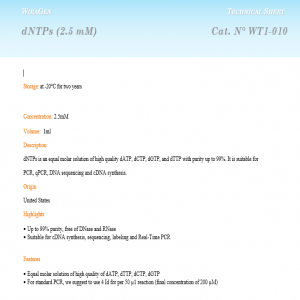 WizbiGen
Technical Sheet
dNTPs (2.5 mM)
Cat. N° WT1-010
Storage: at -20°C for two years
Concentration: 2.5mM
Volume: 1ml
Description:
dNTPs is an equal molar solution of high quality dATP, dCTP, dGTP, and dTTP with purity up to 99%. It is suitable for
PCR, qPCR, DNA sequencing and cDNA synthesis.
Origin
United States
Highlights
• Up to 99% purity, free of DNase and RNase
• Suitable for cDNA synthesis, sequencing, labeling and Real-Time PCR
Features
• Equal molar solution of high quality of dATP, dTTP, dCTP, dGTP
• For standard PCR, we suggest to use 4 ld for per 50 µl reaction (final concentration of 200 µM)